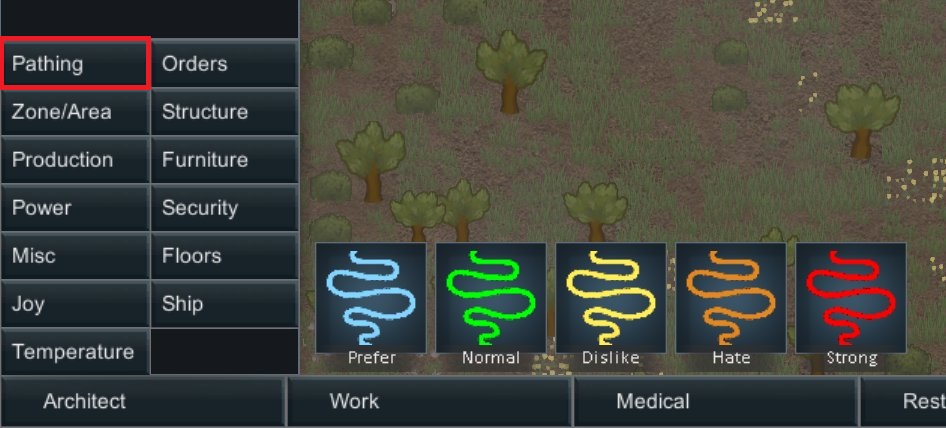 Pathing Orders
Zone/Area Structure
Production Furniture
Power Security
Misc Floors
Joy Ship
Temperature
Prefer Normal Dislike Hate Strong
Architect Work Medical Rest